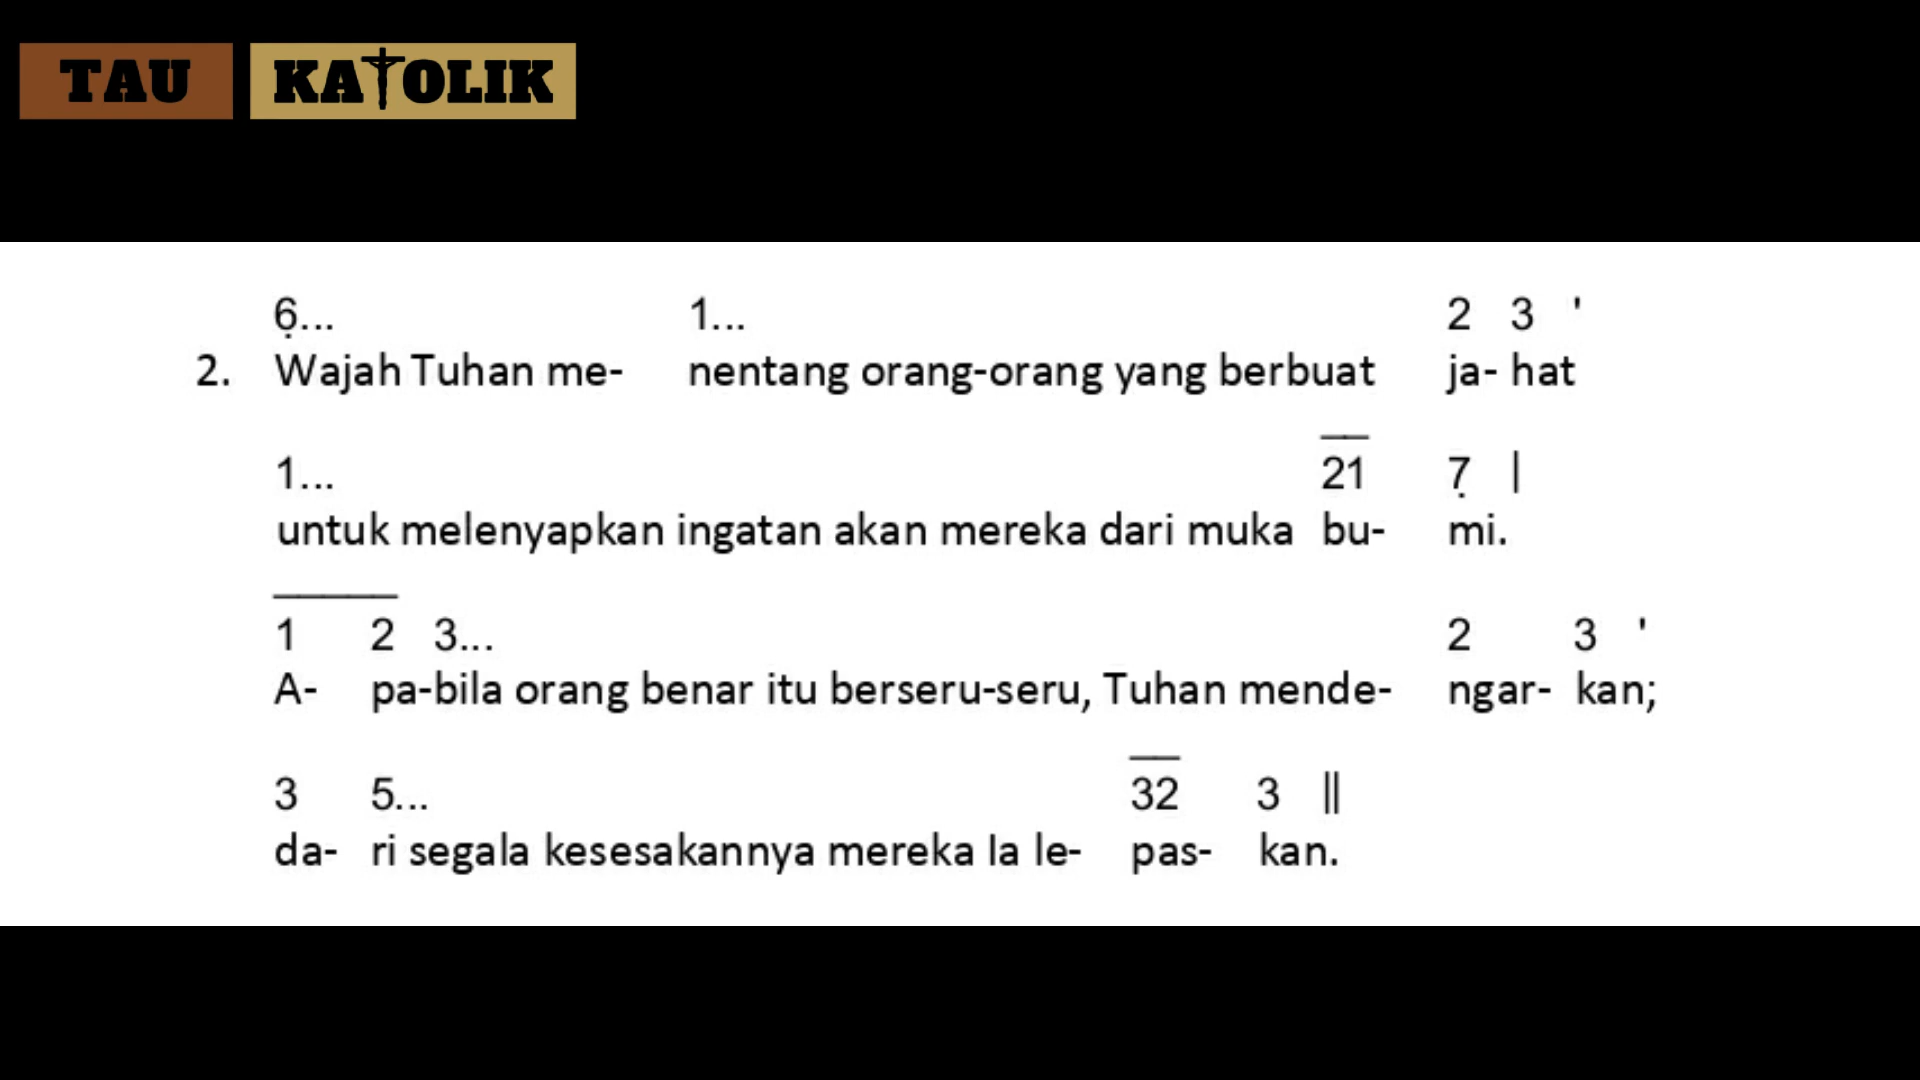 TAU KATOLIK
6̣... 1... 2 3 '
2. Wajah Tuhan me- nentang orang-orang yang berbuat ja- hat
1... 21 7̣ |
untuk melenyapkan ingatan akan mereka dari muka bu- mi.
1 2 3... 2 3 '
A- pa-bila orang benar itu berseru-seru, Tuhan mende- ngar- kan;
3 5... 32 3 ||
da- ri segala kesesakannya mereka Ia le- pas- kan.